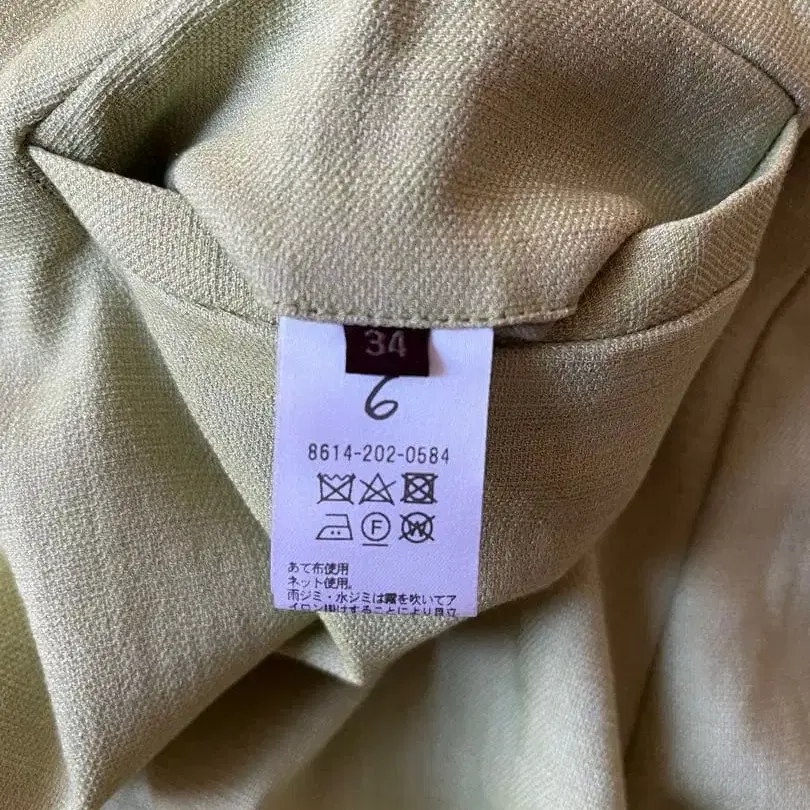 34
6
8614-202-0584
F W
あて布使用
ネット使用。
雨ジミ・水ジミは霧を吹いてア
イロン掛けすることにより目立